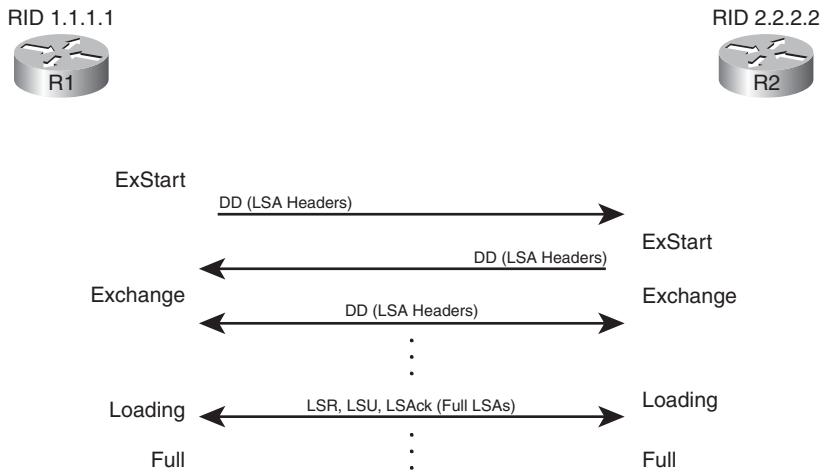 RID 1.1.1.1
RID 2.2.2.2
R1
R2
ExStart
DD (LSA Headers)
ExStart
DD (LSA Headers)
Exchange
Exchange
DD (LSA Headers)
Loading
LSR, LSU, LSAck (Full LSAs)
Loading
Full
Full